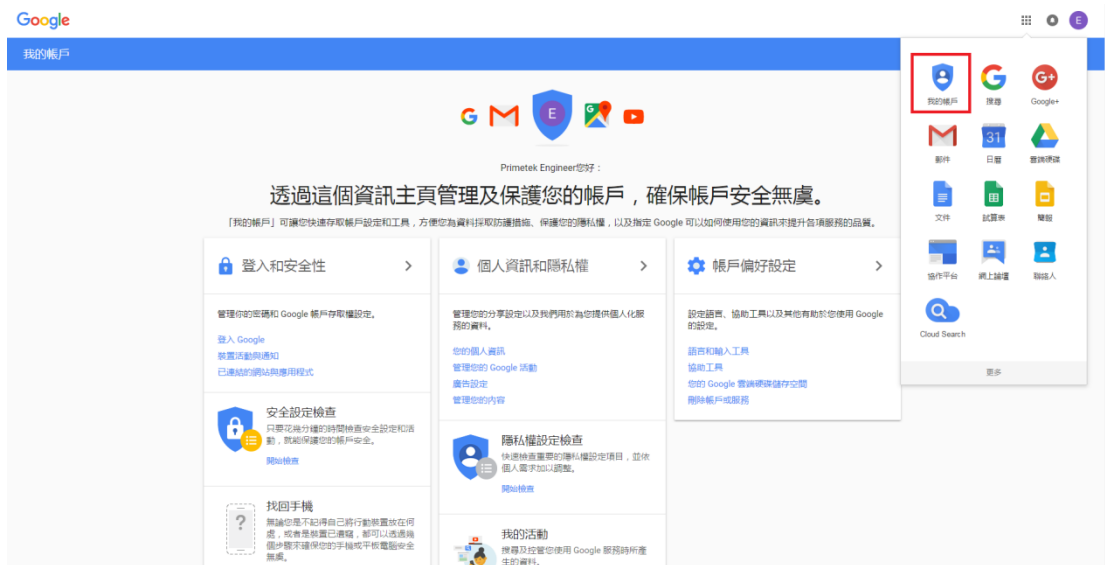 Google
E
我的帳戶
我的帳戶
搜尋
Google+
郵件
31
日曆
雲端硬碟
文件
試算表
簡報
協作平台
網上論壇
聯絡人
Cloud Search
更多
E
Primetek Engineer您好：
透過這個資訊主頁管理及保護您的帳戶，確保帳戶安全無虞。
「我的帳戶」可讓您快速存取帳戶設定和工具，方便您為資料採取防護措施、保護您的隱私權，以及指定 Google 可以如何使用您的資訊來提升各項服務的品質。
登入和安全性
管理你的密碼和 Google 帳戶存取權設定。
登入 Google
裝置活動與通知
已連結的網站與應用程式
安全設定檢查
只要花幾分鐘的時間檢查安全設定和活
動，就能保護您的帳戶安全。
開始檢查
找回手機
無論您是不記得自己將行動裝置放在何
處，或者是裝置已遭竊，都可以透過幾
個步驟來確保您的手機或平板電腦安全
無虞。
個人資訊和隱私權
管理您的分享設定以及我們用於為您提供個人化服
務的資料。
您的個人資訊
管理您的 Google 活動
廣告設定
管理您的內容
隱私權設定檢查
快速檢查重要的隱私權設定項目，並依
個人需求加以調整。
開始檢查
我的活動
搜尋及控管您使用 Google 服務時所產
生的資料。
帳戶偏好設定
設定語言、協助工具以及其他有助於您使用 Google
的設定。
語言和輸入工具
協助工具
您的 Google 雲端硬碟儲存空間
刪除帳戶或服務